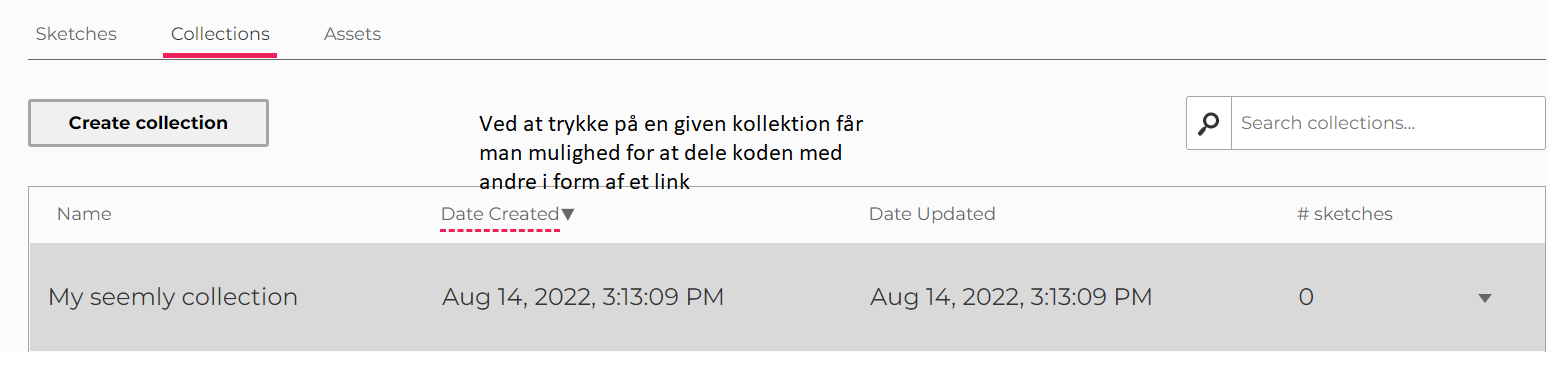 Sketches Collections Assets
Create collection
Ved at trykke på en given kollektion får
man mulighed for at dele koden med
andre i form af et link
Search collections...
Name Date Created▼ Date Updated # sketches
My seemly collection Aug 14, 2022, 3:13:09 PM Aug 14, 2022, 3:13:09 PM 0